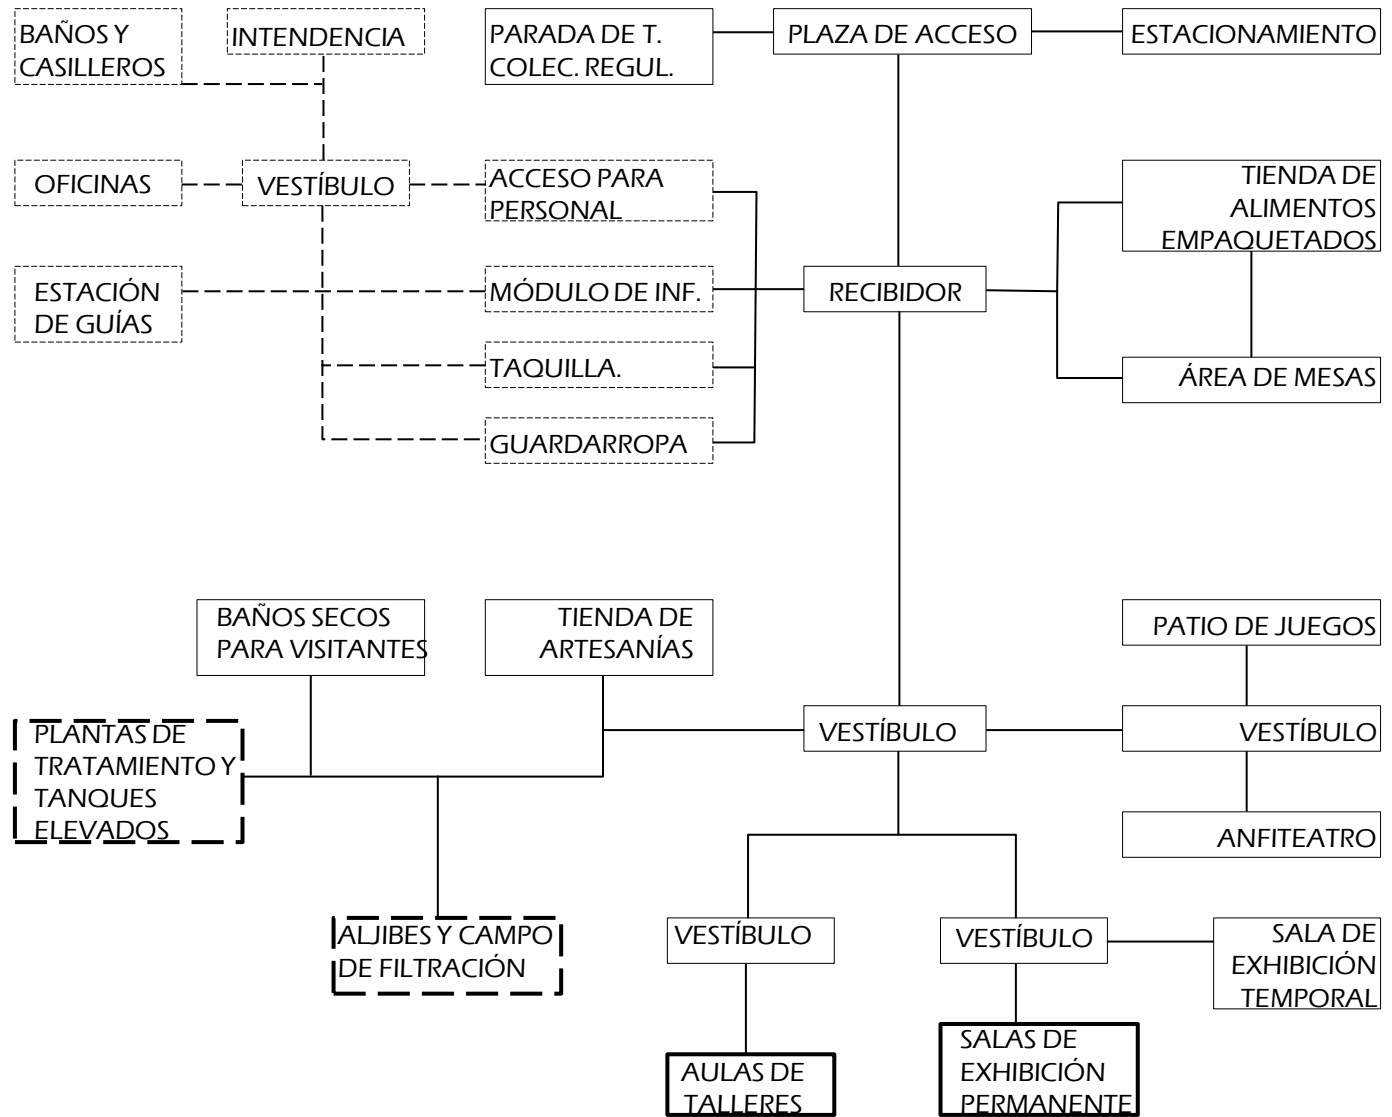 BAÑOS Y
CASILLEROS
INTENDENCIA
PARADA DE T.
COLEC. REGUL.
PLAZA DE ACCESO
ESTACIONAMIENTO
OFICINAS
VESTÍBULO
ACCESO PARA
PERSONAL
TIENDA DE
ALIMENTOS
EMPAQUETADOS
ESTACIÓN
DE GUÍAS
MÓDULO DE INF.
RECIBIDOR
TAQUILLA.
ÁREA DE MESAS
GUARDARROPA
BAÑOS SECOS
PARA VISITANTES
TIENDA DE
ARTESANÍAS
PATIO DE JUEGOS
PLANTAS DE
TRATAMIENTO Y
TANQUES
ELEVADOS
VESTÍBULO
VESTÍBULO
ANFITEATRO
ALJIBES Y CAMPO
DE FILTRACIÓN
VESTÍBULO
VESTÍBULO
SALA DE
EXHIBICIÓN
TEMPORAL
AULAS DE
TALLERES
SALAS DE
EXHIBICIÓN
PERMANENTE